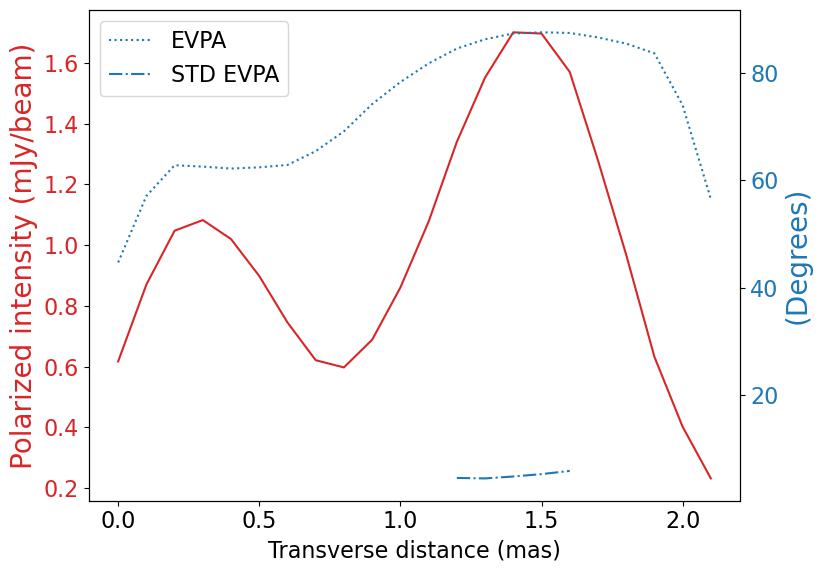 EVPA
STD EVPA
Polarized intensity (mJy/beam)
1.6
1.4
1.2
1.0
0.8
0.6
0.4
0.2
80
60
40
20
(Degrees)
0.0 0.5 1.0 1.5 2.0
Transverse distance (mas)